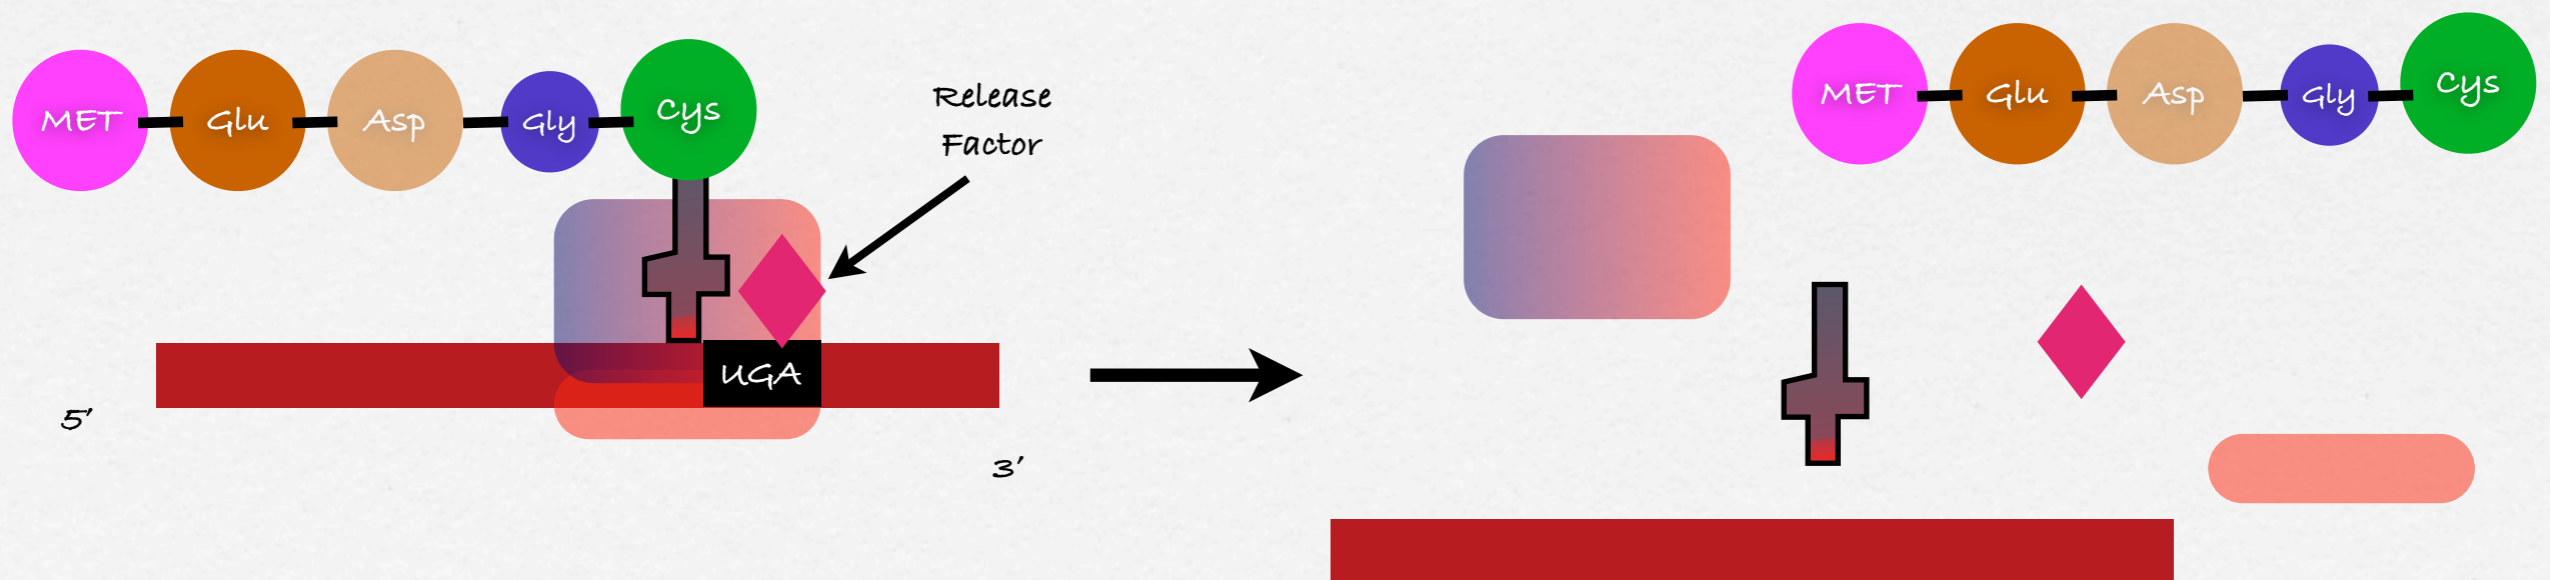 MET Glu Asp Gly Cys
Release
Factor
MET Glu Asp Gly Cys
UGA
5'
3'